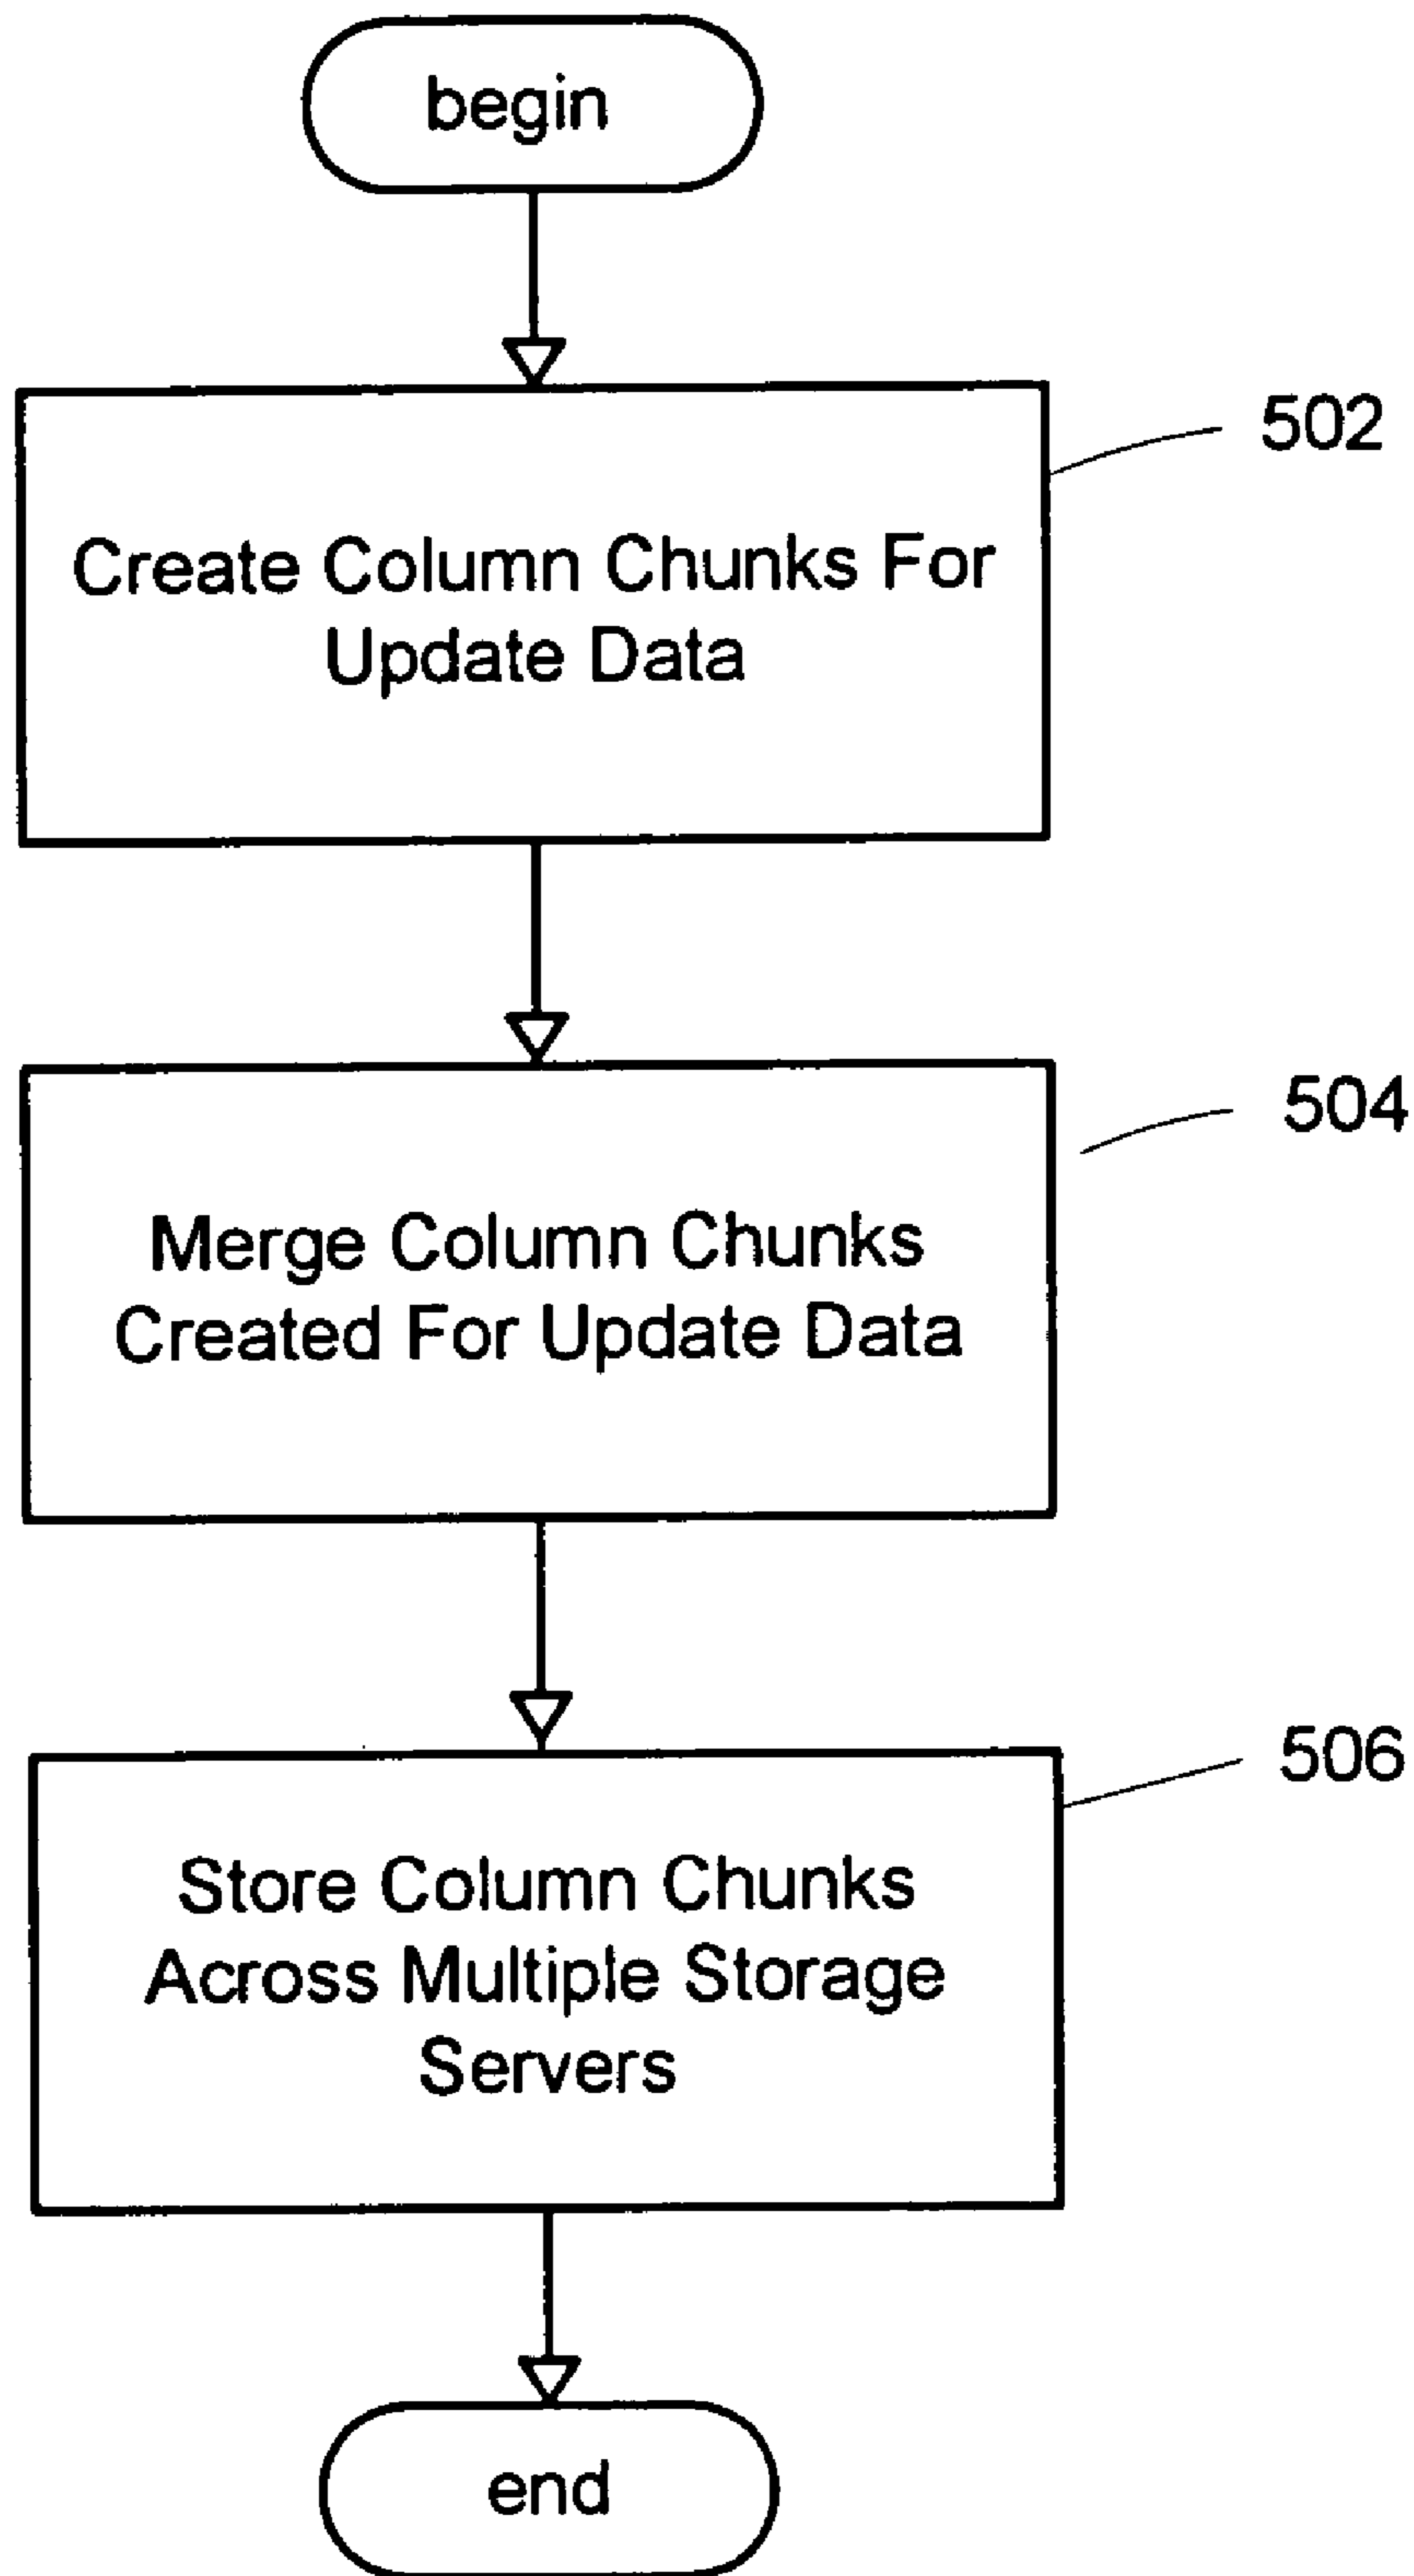 begin
502
Create Column Chunks For
Update Data
504
Merge Column Chunks
Created For Update Data
506
Store Column Chunks
Across Multiple Storage
Servers
end